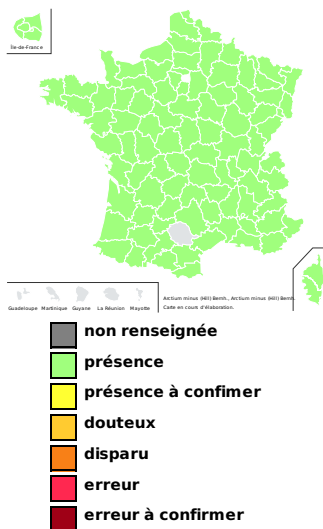 Île-de-France
Guadeloupe Martinique Guyane La Réunion Mayotte
Arctium minus (Hill) Bernh., Arctium minus (Hill) Bernh.
Carte en cours d'élaboration.
non renseignée
présence
présence à confimer
douteux
disparu
erreur
erreur à confirmer